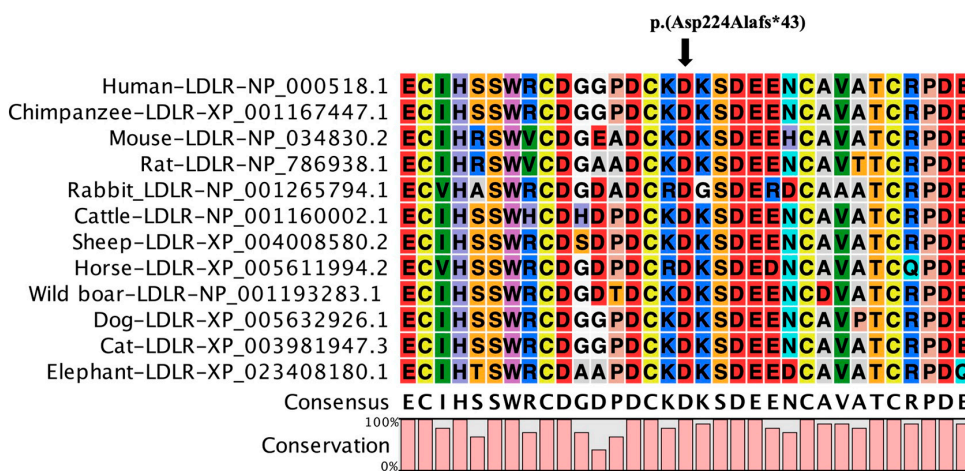 p.(Asp224Alafs*43)
Human-LDLR-NP_000518.1 ECIHSSWRCDGGPDCKDKSDEENCAVATCRPDE
Chimpanzee-LDLR-XP_001167447.1 ECIHSSWRCDGGPDCKDKSDEENCAVATCRPDE
Mouse-LDLR-NP_034830.2 ECIHRSWVCDGEADCKDKSDEEHCAVATCRPDE
Rat-LDLR-NP_786938.1 ECIHRSWVCDGAADCKDKSDEENCAVTTCRPDE
Rabbit_LDLR-NP_001265794.1 ECVHASWRCDGDADCRDGSDERDCAAATCRPDE
Cattle-LDLR-NP_001160002.1 ECIHSSWHCDHDPDCKDKSDEENCAVATCRPDE
Sheep-LDLR-XP_004008580.2 ECIHSSWRCDSDPDCKDKSDEENCAVATCRPDE
Horse-LDLR-XP_005611994.2 ECVHSSWRCDGDPDCRDKSDEDNCAVATCQPDE
Wild boar-LDLR-NP_001193283.1 ECIHSSWRCDGDTDCKDKSDEENCDVATCRPDE
Dog-LDLR-XP_005632926.1 ECIHSSWRCDGGPDCKDKSDEENCAVPTCRPDE
Cat-LDLR-XP_003981947.3 ECIHSSWRCDGGPDCKDKSDEENCAVATCRPDE
Elephant-LDLR-XP_023408180.1 ECIHTSWRCDAAPDCKDKSDEEDCAVATCRPDQ
Consensus ECIHSSWRCDGDPDCKDKSDEENCAVATCRPDE
100%
Conservation
0%